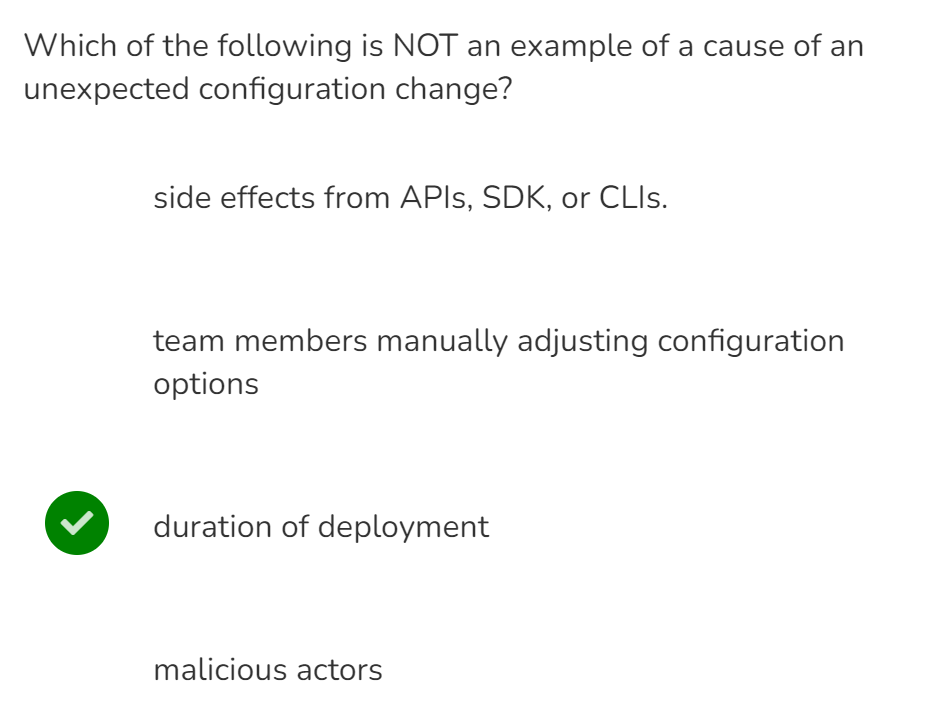 Which of the following is NOT an example of a cause of an
unexpected configuration change?
side effects from APIs, SDK, or CLIs.
team members manually adjusting configuration
options
duration of deployment
malicious actors